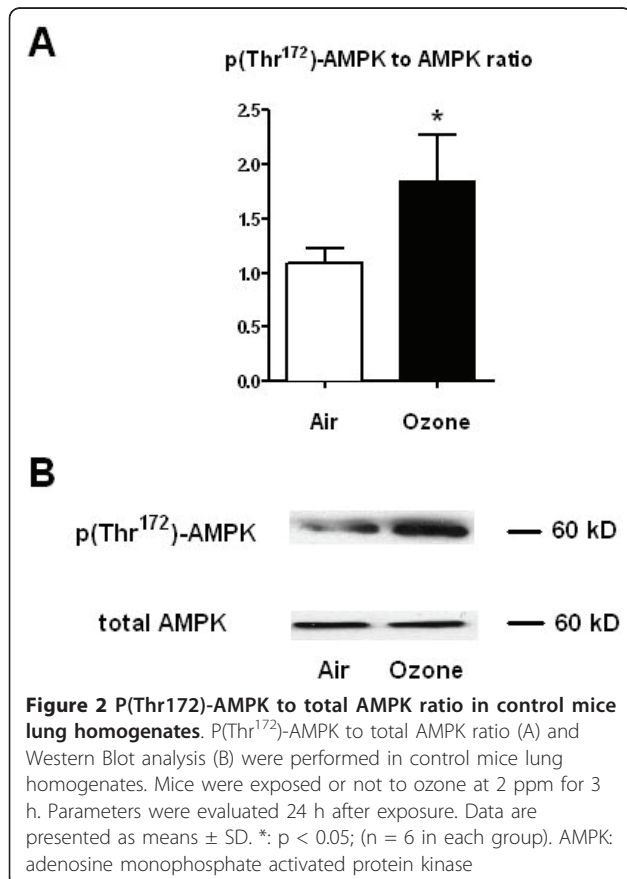 A
p(Thr¹⁷²)-AMPK to AMPK ratio
2.5
*
2.0
1.5
1.0
0.5
0.0
Air Ozone
B
p(Thr¹⁷²)-AMPK 60 kD
total AMPK 60 kD
Air Ozone
Figure 2 P(Thr172)-AMPK to total AMPK ratio in control mice
lung homogenates. P(Thr¹⁷²)-AMPK to total AMPK ratio (A) and
Western Blot analysis (B) were performed in control mice lung
homogenates. Mice were exposed or not to ozone at 2 ppm for 3
h. Parameters were evaluated 24 h after exposure. Data are
presented as means ± SD. *: p < 0.05; (n = 6 in each group). AMPK:
adenosine monophosphate activated protein kinase